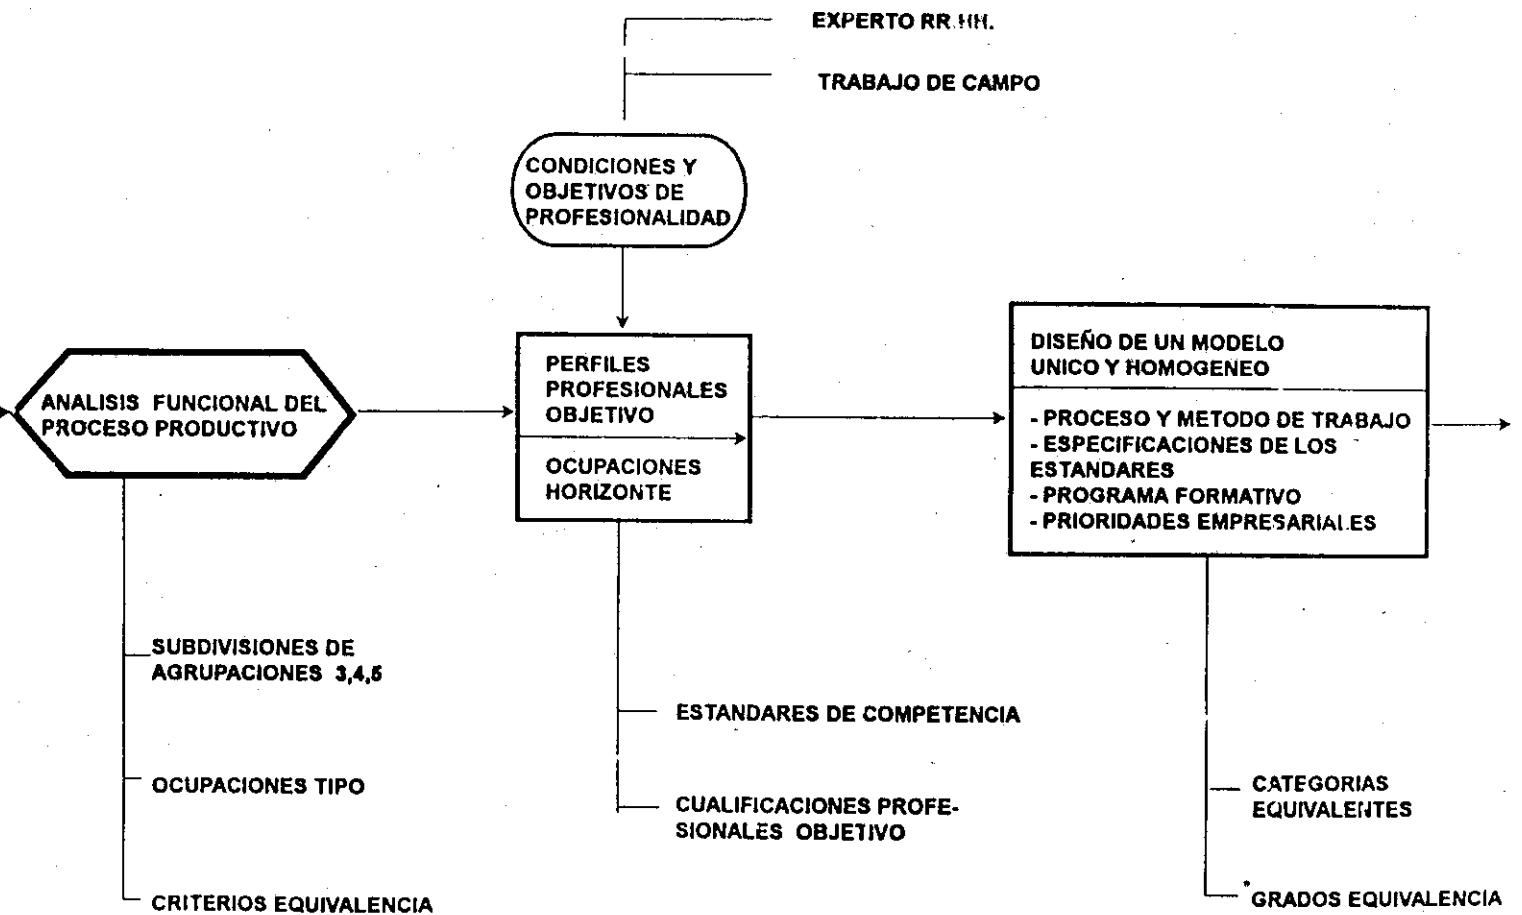 EXPERTO RR.HH.
TRABAJO DE CAMPO
CONDICIONES Y
OBJETIVOS DE
PROFESIONALIDAD
ANALISIS FUNCIONAL DEL
PROCESO PRODUCTIVO
PERFILES
PROFESIONALES
OBJETIVO
OCUPACIONES
HORIZONTE
DISEÑO DE UN MODELO
UNICO Y HOMOGENEO
- PROCESO Y METODO DE TRABAJO
- ESPECIFICACIONES DE LOS
ESTANDARES
- PROGRAMA FORMATIVO
- PRIORIDADES EMPRESARIALES
SUBDIVISIONES DE
AGRUPACIONES 3,4,5
OCUPACIONES TIPO
CRITERIOS EQUIVALENCIA
ESTANDARES DE COMPETENCIA
CUALIFICACIONES PROFE-
SIONALES OBJETIVO
CATEGORIAS
EQUIVALENTES
GRADOS EQUIVALENCIA